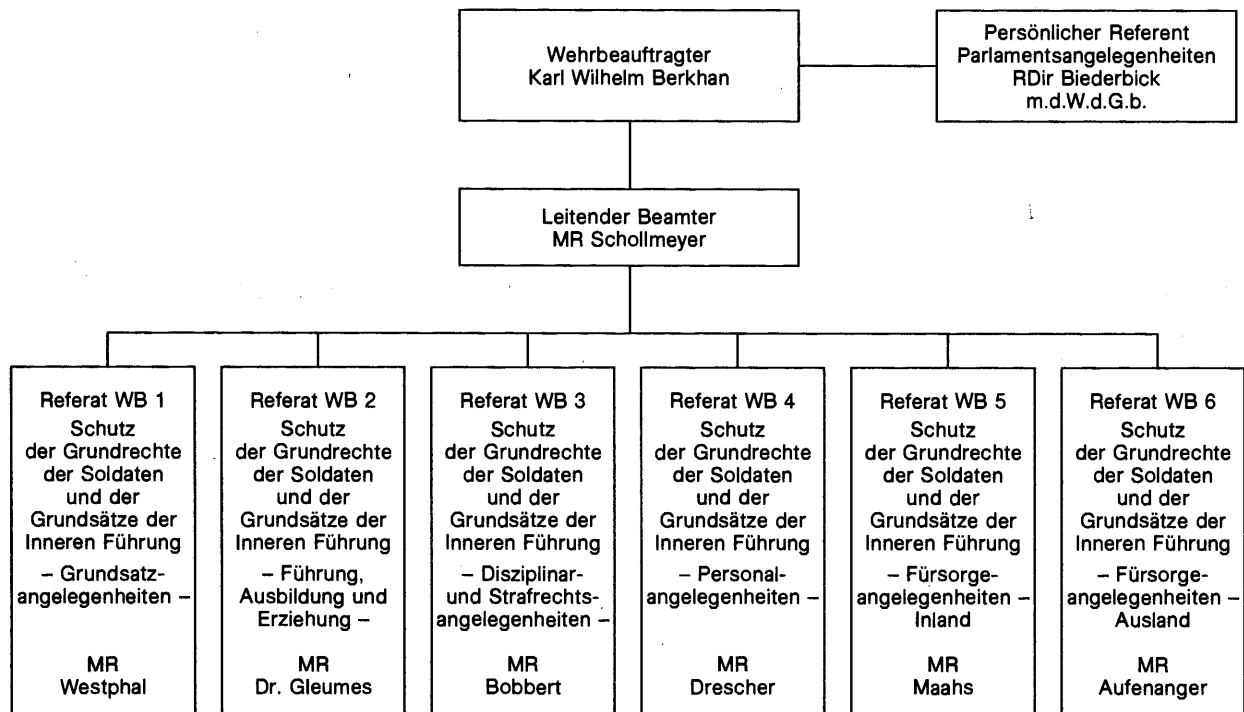 Wehrbeauftragter
Karl Wilhelm Berkhan
Persönlicher Referent
Parlamentsangelegenheiten
RDir Biederbick
m.d.W.d.G.b.
Leitender Beamter
MR Schollmeyer
Referat WB 1
Schutz
der Grundrechte
der Soldaten
und der
Grundsätze der
Inneren Führung
– Grundsatz-
angelegenheiten –
MR
Westphal
Referat WB 2
Schutz
der Grundrechte
der Soldaten
und der
Grundsätze der
Inneren Führung
– Führung,
Ausbildung und
Erziehung –
MR
Dr. Gleumes
Referat WB 3
Schutz
der Grundrechte
der Soldaten
und der
Grundsätze der
Inneren Führung
– Disziplinar-
und Strafrechts-
angelegenheiten –
MR
Bobbert
Referat WB 4
Schutz
der Grundrechte
der Soldaten
und der
Grundsätze der
Inneren Führung
– Personal-
angelegenheiten –
MR
Drescher
Referat WB 5
Schutz
der Grundrechte
der Soldaten
und der
Grundsätze der
Inneren Führung
– Fürsorge-
angelegenheiten –
Inland
MR
Maahs
Referat WB 6
Schutz
der Grundrechte
der Soldaten
und der
Grundsätze der
Inneren Führung
– Fürsorge-
angelegenheiten –
Ausland
MR
Aufenanger